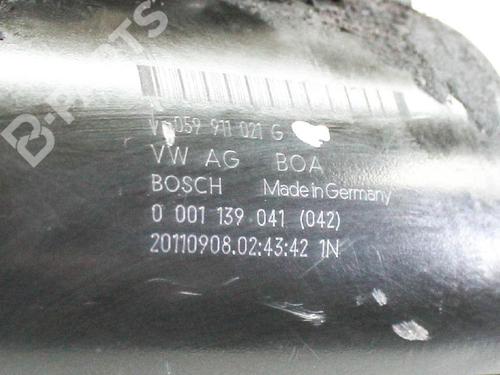 B-PARTS
V 059 911 021 G
VW AG BOA
BOSCH Made in Germany
0 001 139 041 (042)
20110908.02:43:42 1N